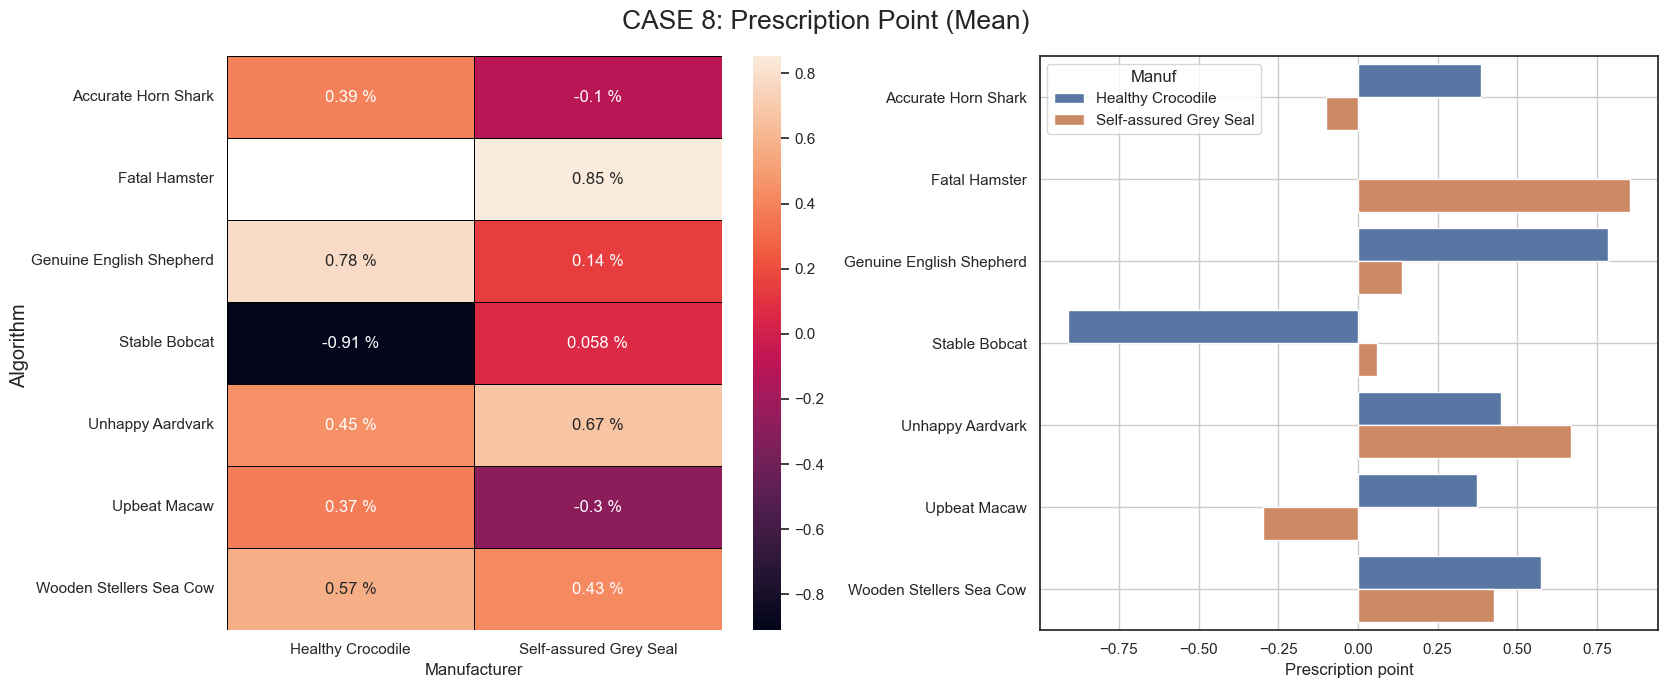 CASE 8: Prescription Point (Mean)
Algorithm
Accurate Horn Shark
0.39 %
-0.1 %
Fatal Hamster
0.85 %
Genuine English Shepherd
0.78 %
0.14 %
Stable Bobcat
-0.91 %
0.058 %
Unhappy Aardvark
0.45 %
0.67 %
Upbeat Macaw
0.37 %
-0.3 %
Wooden Stellers Sea Cow
0.57 %
0.43 %
Healthy Crocodile
Self-assured Grey Seal
Manufacturer
0.8
0.6
0.4
0.2
0.0
−0.2
−0.4
−0.6
−0.8
Manuf
Healthy Crocodile
Self-assured Grey Seal
Accurate Horn Shark
Fatal Hamster
Genuine English Shepherd
Stable Bobcat
Unhappy Aardvark
Upbeat Macaw
Wooden Stellers Sea Cow
−0.75
−0.50
−0.25
0.00
0.25
0.50
0.75
Prescription point